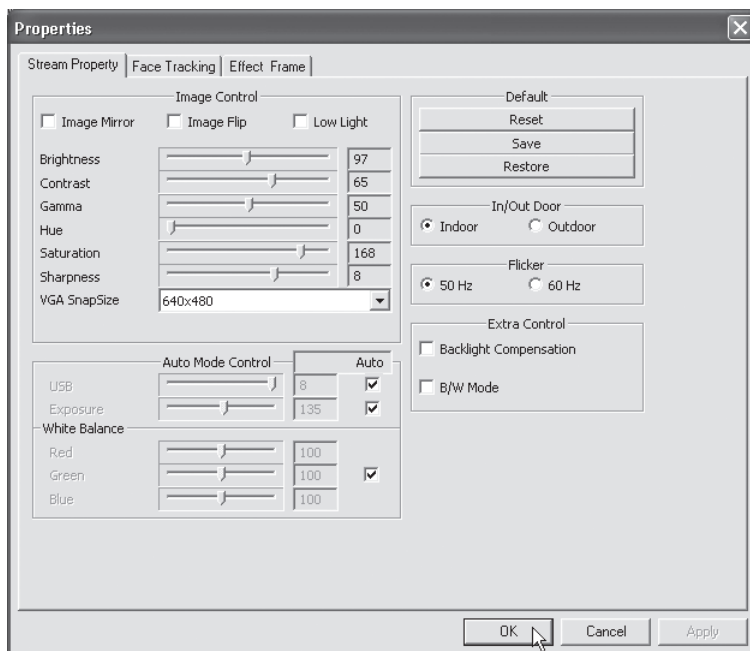 Properties
Stream Property
Face Tracking
Effect Frame
Image Control
Image Mirror
Image Flip
Low Light
Brightness 97
Contrast 65
Gamma 50
Hue 0
Saturation 168
Sharpness 8
VGA SnapSize 640x480
Auto Mode Control Auto
USB 8
Exposure 135
White Balance
Red 100
Green 100
Blue 100
Default
Reset
Save
Restore
In/Out Door
Indoor
Outdoor
Flicker
50 Hz
60 Hz
Extra Control
Backlight Compensation
B/W Mode
OK
Cancel
Apply